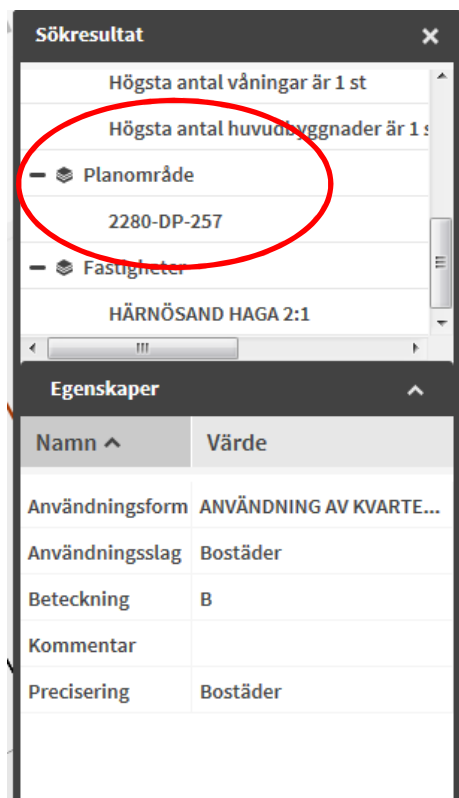 Sökresultat
Högsta antal våningar är 1 st
Högsta antal huvudbyggnader är 1
Planområde
2280-DP-257
Fastigheter
HÄRNÖSAND HAGA 2:1
Egenskaper
Namn Värde
Användningsform ANVÄNDNING AV KVARTE...
Användningsslag Bostäder
Beteckning B
Kommentar
Precisering Bostäder